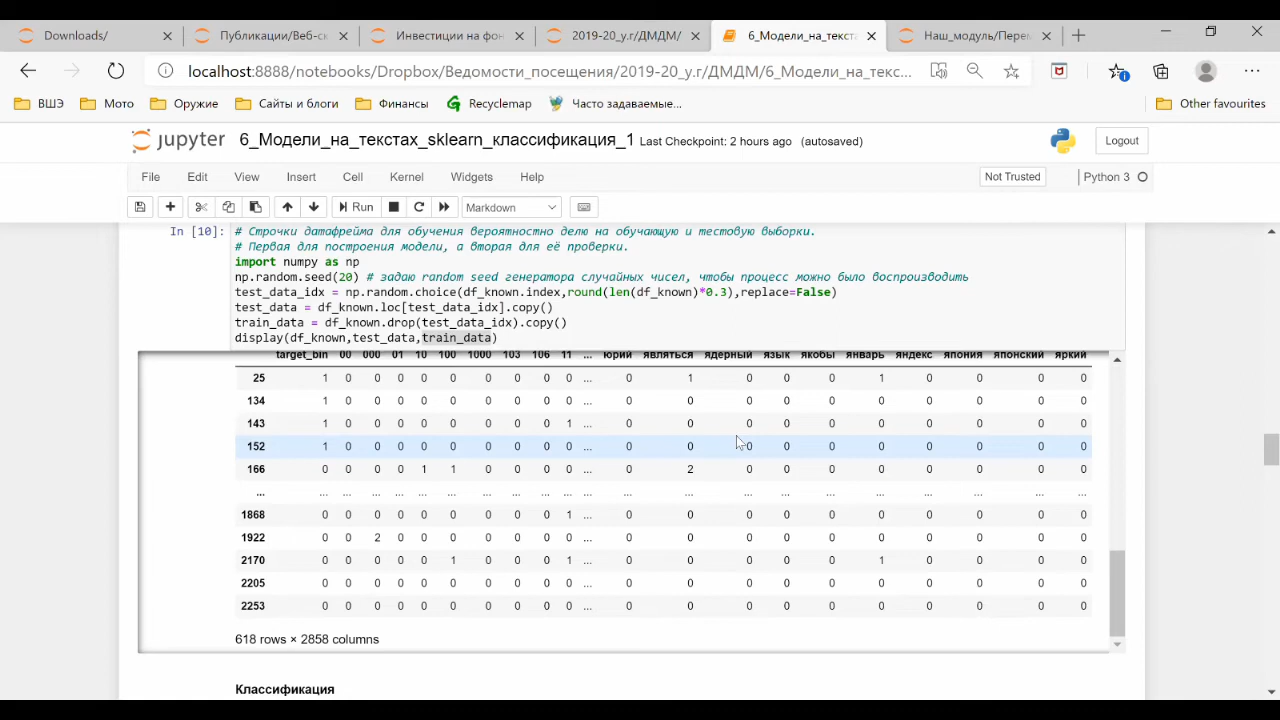 Downloads/
Публикации/Веб-ск
Инвестиции на фон
2019-20_у.г/ДМДМ/
6_Модели_на_текста
Наш_модуль/Перем
localhost:8888/notebooks/Dropbox/Ведомости_посещения/2019-20_у.г/ДМДМ/6_Модели_на_текс...
ВШЭ Мото Оружие Сайты и блоги Финансы Recyclemap Часто задаваемые... Other favourites
jupyter 6_Модели_на_текстах_sklearn_классификация_1 Last Checkpoint: 2 hours ago (autosaved) Logout
File Edit View Insert Cell Kernel Widgets Help Not Trusted Python 3
Run Markdown
In [10]: # Строчки датафрейма для обучения вероятностно делю на обучающую и тестовую выборки.
# Первая для построения модели, а вторая для её проверки.
import numpy as np
np.random.seed(20) # задаю random seed генератора случайных чисел, чтобы процесс можно было воспроизводить
test_data_idx = np.random.choice(df_known.index,round(len(df_known)*0.3),replace=False)
test_data = df_known.loc[test_data_idx].copy()
train_data = df_known.drop(test_data_idx).copy()
display(df_known,test_data,train_data)
target_bin 00 000 01 10 100 1000 103 106 11 ... юрий являться ядерный язык якобы январь яндекс япония японский яркий
25 1 0 0 0 0 0 0 0 0 0 ... 0 1 0 0 0 1 0 0 0 0
134 1 0 0 0 0 0 0 0 0 0 ... 0 0 0 0 0 0 0 0 0 0
143 1 0 0 0 0 0 0 0 0 1 ... 0 0 0 0 0 0 0 0 0 0
152 1 0 0 0 0 0 0 0 0 0 ... 0 0 0 0 0 0 0 0 0 0
166 0 0 0 0 1 1 0 0 0 0 ... 0 2 0 0 0 0 0 0 0 0
... ... ... ... ... ... ... ... ... ... ... ... ... ... ... ... ... ... ... ... ... ...
1868 0 0 0 0 0 0 0 0 0 1 ... 0 0 0 0 0 0 0 0 0 0
1922 0 0 2 0 0 0 0 0 0 0 ... 0 0 0 0 0 0 0 0 0 0
2170 0 0 0 0 0 1 0 0 0 1 ... 0 0 0 0 0 1 0 0 0 0
2205 0 0 0 0 0 0 0 0 0 0 ... 0 0 0 0 0 0 0 0 0 0
2253 0 0 0 0 0 0 0 0 0 0 ... 0 0 0 0 0 0 0 0 0 0
618 rows × 2858 columns
Классификация